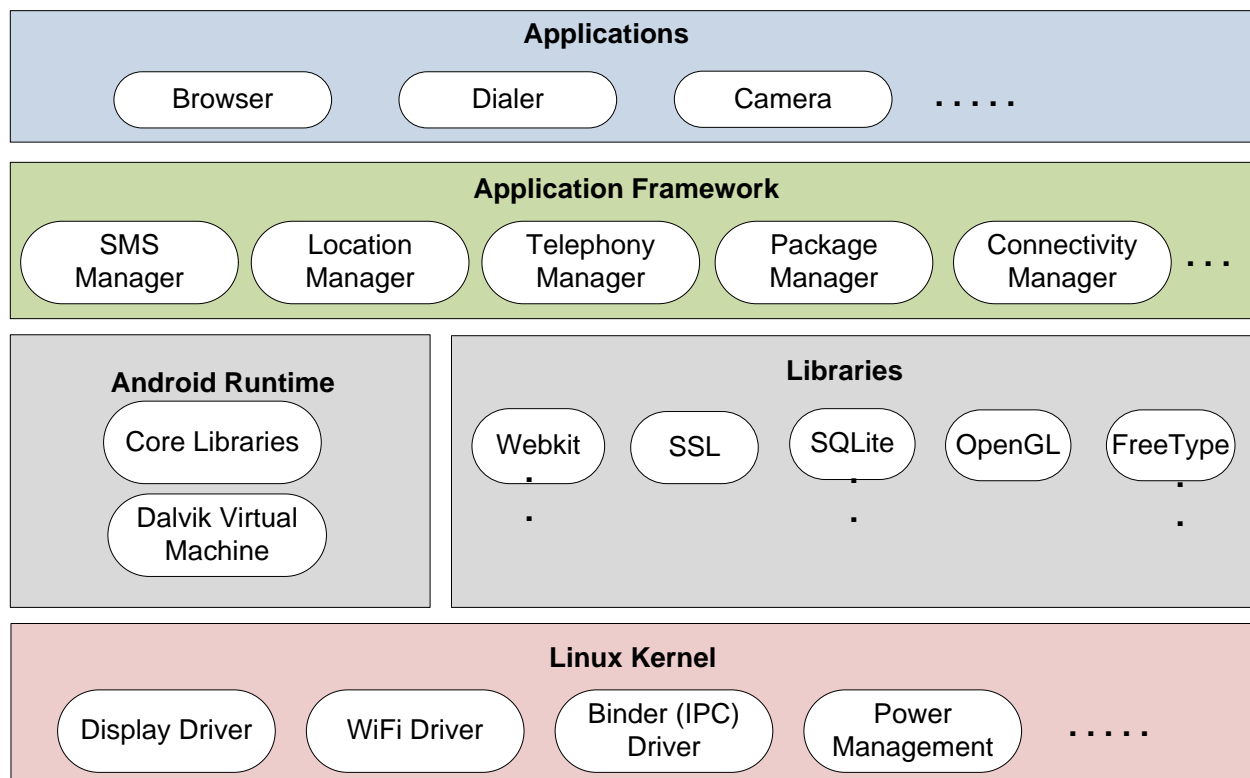 Applications
Browser
Dialer
Camera
. . . . .
Application Framework
SMS
Manager
Location
Manager
Telephony
Manager
Package
Manager
Connectivity
Manager
. . .
Android Runtime
Core Libraries
Dalvik Virtual
Machine
Libraries
Webkit
SSL
SQLite
OpenGL
FreeType
. . .
. . .
Linux Kernel
Display Driver
WiFi Driver
Binder (IPC)
Driver
Power
Management
. . . . .